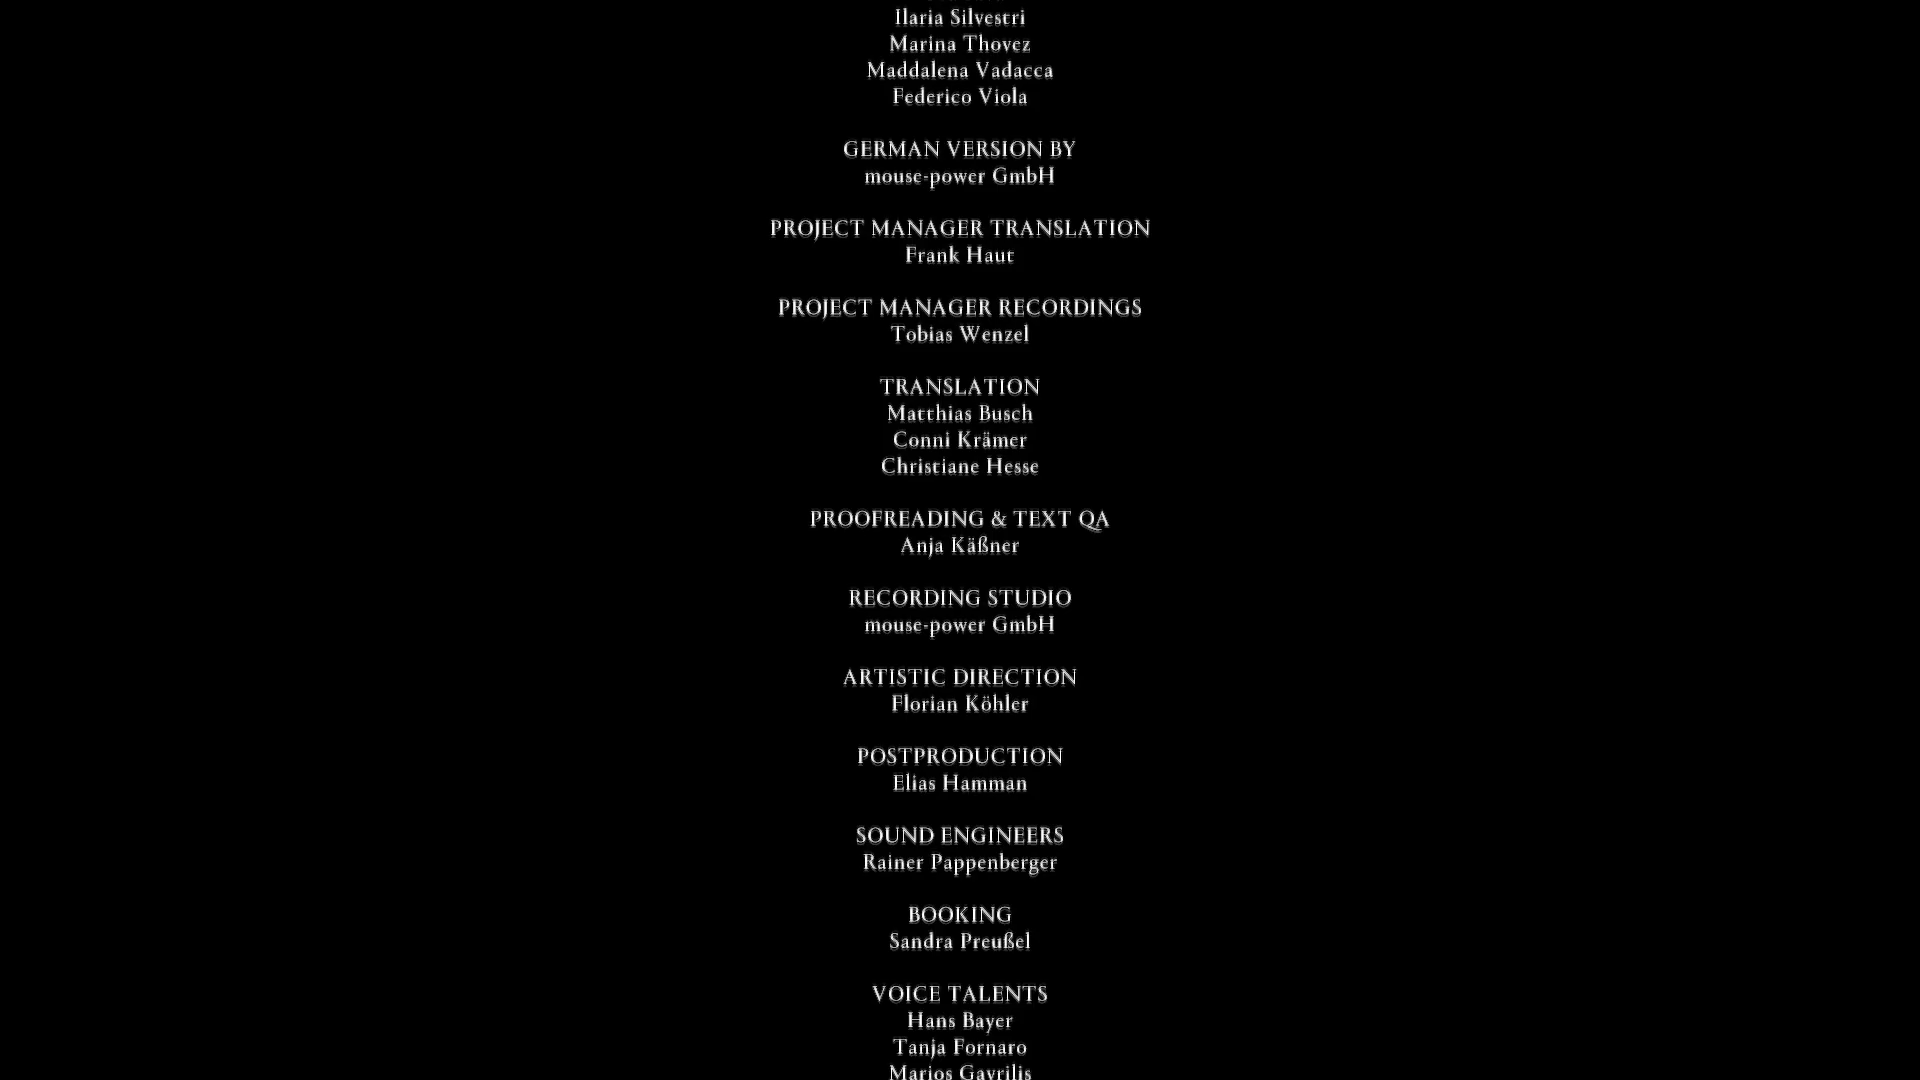 Ilaria Silvestri
Marina Thovez
Maddalena Vadacca
Federico Viola
GERMAN VERSION BY
mouse-power GmbH
PROJECT MANAGER TRANSLATION
Frank Haut
PROJECT MANAGER RECORDINGS
Tobias Wenzel
TRANSLATION
Matthias Busch
Conni Krämer
Christiane Hesse
PROOFREADING & TEXT QA
Anja Käßner
RECORDING STUDIO
mouse-power GmbH
ARTISTIC DIRECTION
Florian Köhler
POSTPRODUCTION
Elias Hamman
SOUND ENGINEERS
Rainer Pappenberger
BOOKING
Sandra Preußel
VOICE TALENTS
Hans Bayer
Tanja Fornaro
Marios Gavrilis